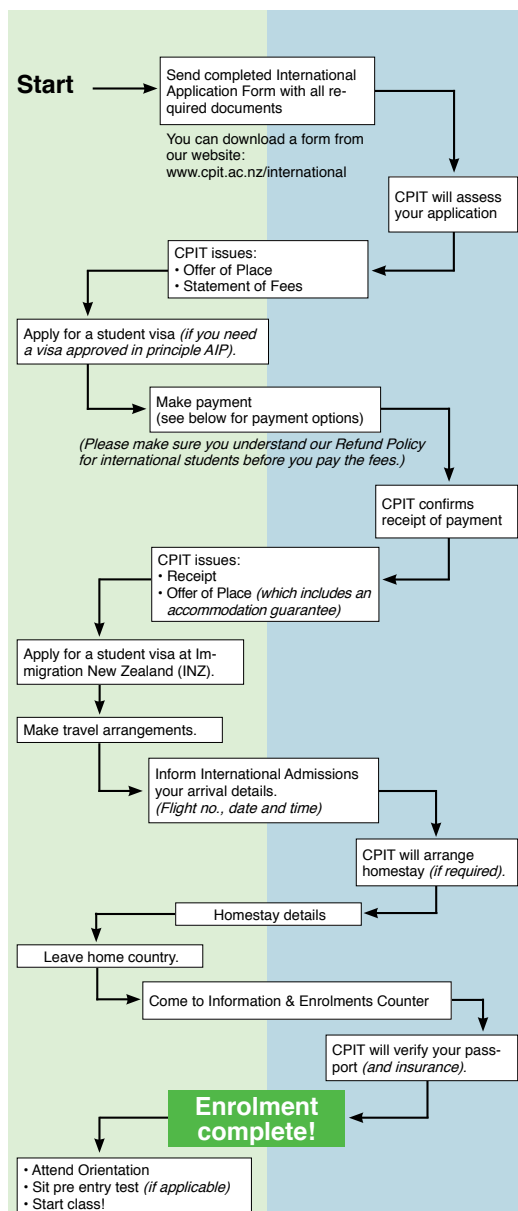 Start
Send completed International
Application Form with all re-
quired documents
You can download a form from
our website:
www.cpit.ac.nz/international
CPIT will assess
your application
CPIT issues:
• Offer of Place
• Statement of Fees
Apply for a student visa (if you need
a visa approved in principle AIP).
Make payment
(see below for payment options)
(Please make sure you understand our Refund Policy
for international students before you pay the fees.)
CPIT confirms
receipt of payment
CPIT issues:
• Receipt
• Offer of Place (which includes an
accommodation guarantee)
Apply for a student visa at Im-
migration New Zealand (INZ).
Make travel arrangements.
Inform International Admissions
your arrival details.
(Flight no., date and time)
CPIT will arrange
homestay (if required).
Homestay details
Leave home country.
Come to Information & Enrolments Counter
CPIT will verify your pass-
port (and insurance).
Enrolment
complete!
• Attend Orientation
• Sit pre entry test (if applicable)
• Start class!